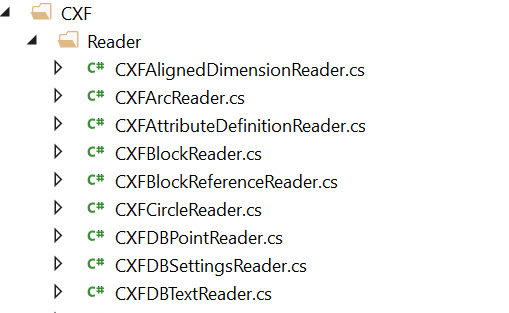 CXF
Reader
C# CXFAlignedDimensionReader.cs
C# CXFArcReader.cs
C# CXFAttributeDefinitionReader.cs
C# CXFBlockReader.cs
C# CXFBlockReferenceReader.cs
C# CXFCircleReader.cs
C# CXFDBPointReader.cs
C# CXFDBSettingsReader.cs
C# CXFDBTextReader.cs